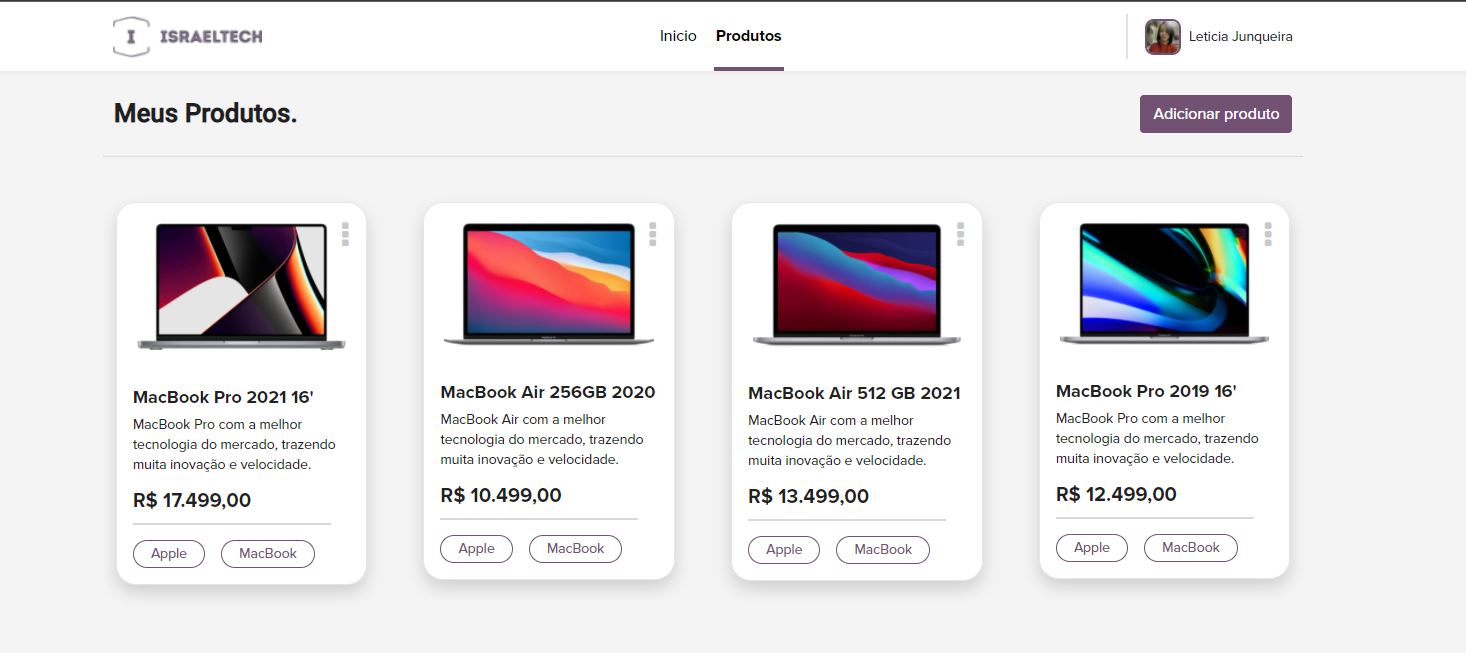 I ISRAELTECH
Inicio
Produtos
Leticia Junqueira
Meus Produtos.
Adicionar produto
MacBook Pro 2021 16'
MacBook Pro com a melhor
tecnologia do mercado, trazendo
muita inovação e velocidade.
R$ 17.499,00
Apple
MacBook
MacBook Air 256GB 2020
MacBook Air com a melhor
tecnologia do mercado, trazendo
muita inovação e velocidade.
R$ 10.499,00
Apple
MacBook
MacBook Air 512 GB 2021
MacBook Air com a melhor
tecnologia do mercado, trazendo
muita inovação e velocidade.
R$ 13.499,00
Apple
MacBook
MacBook Pro 2019 16'
MacBook Pro com a melhor
tecnologia do mercado, trazendo
muita inovação e velocidade.
R$ 12.499,00
Apple
MacBook